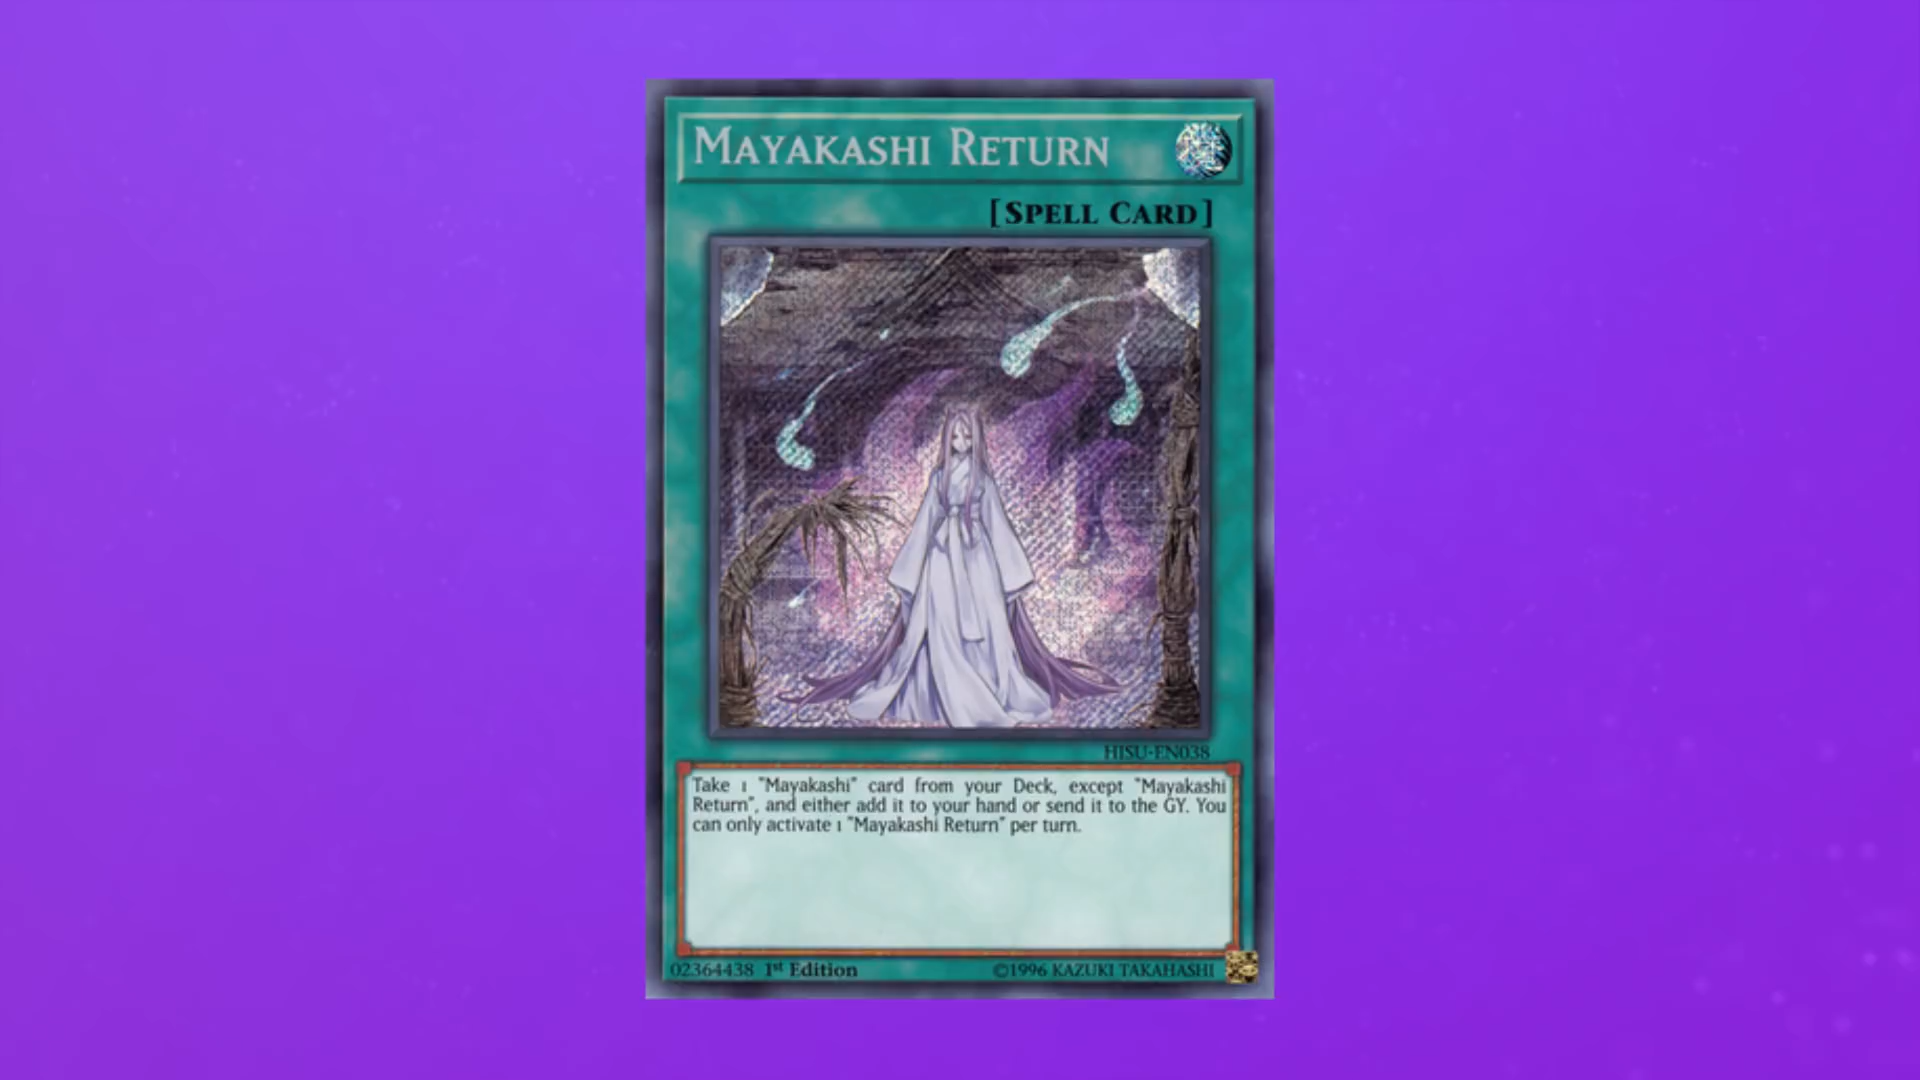 MAYAKASHI RETURN
[SPELL CARD]
HISU-EN038
Take 1 "Mayakashi" card from your Deck, except "Mayakashi
Return", and either add it to your hand or send it to the GY. You
can only activate 1 "Mayakashi Return" per turn.
02364438 1st Edition
©1996 KAZUKI TAKAHASHI